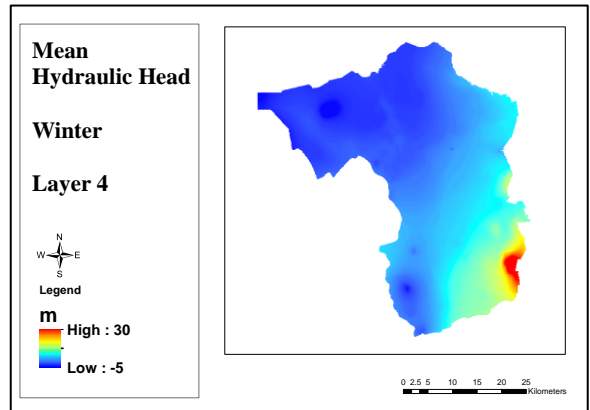 Mean
Hydraulic Head
Winter
Layer 4
N
W E
S
Legend
m
High : 30
Low : -5
0 2.5 5 10 15 20 25
Kilometers